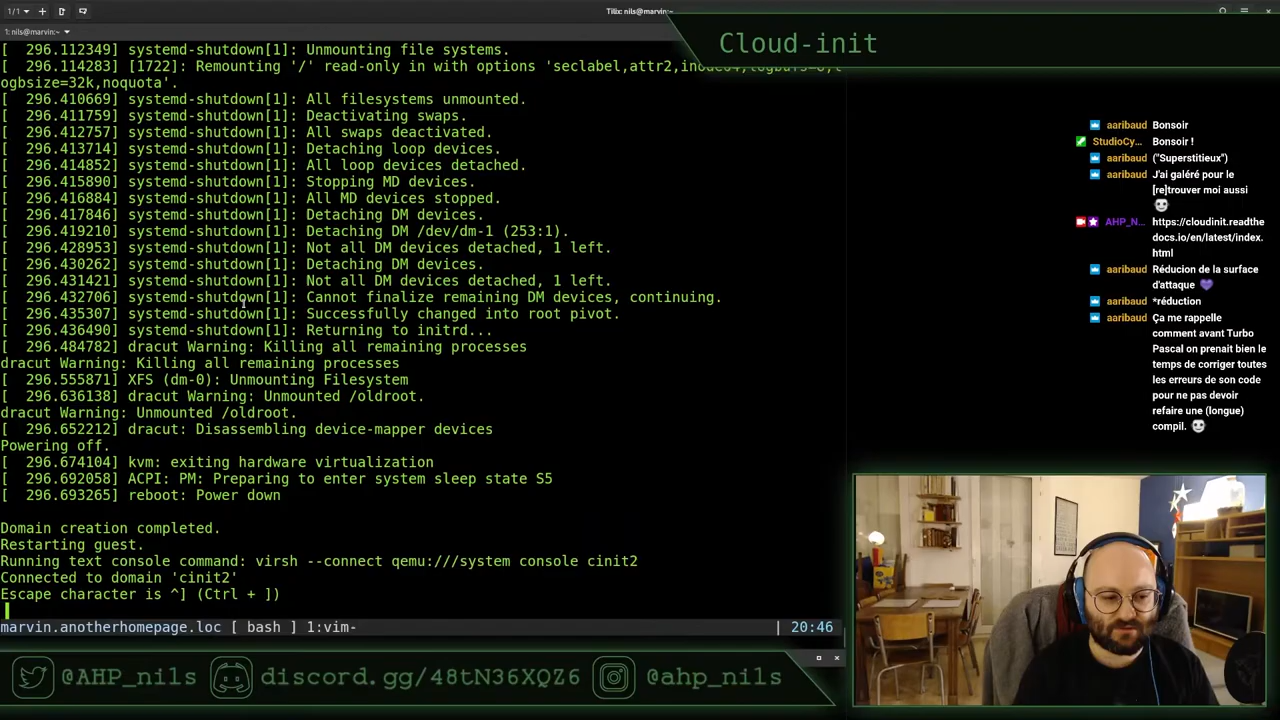 1/1
Tilix: nils@marvin:~
1: nils@marvin:~
Cloud-init
[  296.112349] systemd-shutdown[1]: Unmounting file systems.
[  296.114283] [1722]: Remounting '/' read-only in with options 'seclabel,attr2,inode64,logbufs=8,l
ogbsize=32k,noquota'.
[  296.410669] systemd-shutdown[1]: All filesystems unmounted.
[  296.411759] systemd-shutdown[1]: Deactivating swaps.
[  296.412757] systemd-shutdown[1]: All swaps deactivated.
[  296.413714] systemd-shutdown[1]: Detaching loop devices.
[  296.414852] systemd-shutdown[1]: All loop devices detached.
[  296.415890] systemd-shutdown[1]: Stopping MD devices.
[  296.416884] systemd-shutdown[1]: All MD devices stopped.
[  296.417846] systemd-shutdown[1]: Detaching DM devices.
[  296.419210] systemd-shutdown[1]: Detaching DM /dev/dm-1 (253:1).
[  296.428953] systemd-shutdown[1]: Not all DM devices detached, 1 left.
[  296.430262] systemd-shutdown[1]: Detaching DM devices.
[  296.431421] systemd-shutdown[1]: Not all DM devices detached, 1 left.
[  296.432706] systemd-shutdown[1]: Cannot finalize remaining DM devices, continuing.
[  296.435307] systemd-shutdown[1]: Successfully changed into root pivot.
[  296.436490] systemd-shutdown[1]: Returning to initrd...
[  296.484782] dracut Warning: Killing all remaining processes
dracut Warning: Killing all remaining processes
[  296.555871] XFS (dm-0): Unmounting Filesystem
[  296.636138] dracut Warning: Unmounted /oldroot.
dracut Warning: Unmounted /oldroot.
[  296.652212] dracut: Disassembling device-mapper devices
Powering off.
[  296.674104] kvm: exiting hardware virtualization
[  296.692058] ACPI: PM: Preparing to enter system sleep state S5
[  296.693265] reboot: Power down
Domain creation completed.
Restarting guest.
Running text console command: virsh --connect qemu:///system console cinit2
Connected to domain 'cinit2'
Escape character is ^] (Ctrl + ])
marvin.anotherhomepage.loc [ bash ] 1:vim- | 20:46
aaribaud Bonsoir
StudioCy... Bonsoir !
aaribaud ("Superstitieux")
aaribaud J'ai galéré pour le
[re]trouver moi aussi
AHP_N... https://cloudinit.readthe
docs.io/en/latest/index.
html
aaribaud Réducion de la surface
d'attaque
aaribaud *réduction
aaribaud Ça me rappelle
comment avant Turbo
Pascal on prenait bien le
temps de corriger toutes
les erreurs de son code
pour ne pas devoir
refaire une (longue)
compil.
@AHP_nils
discord.gg/48tN36XQZ6
@ahp_nils